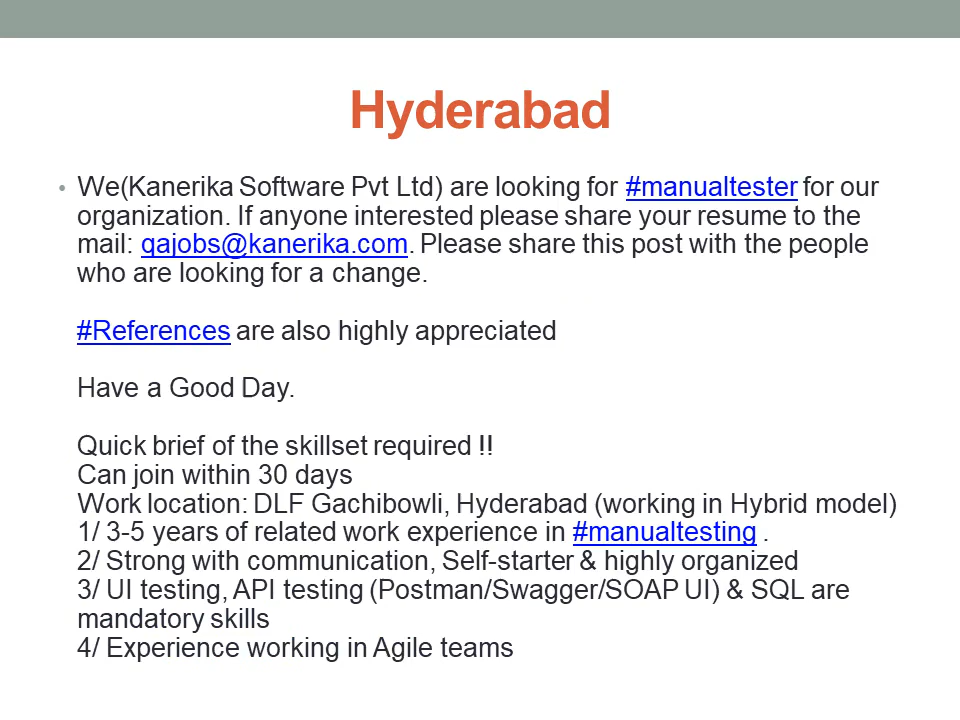 Hyderabad
• We(Kanerika Software Pvt Ltd) are looking for #manualtester for our
organization. If anyone interested please share your resume to the
mail: qajobs@kanerika.com. Please share this post with the people
who are looking for a change.
#References are also highly appreciated
Have a Good Day.
Quick brief of the skillset required !!
Can join within 30 days
Work location: DLF Gachibowli, Hyderabad (working in Hybrid model)
1/ 3-5 years of related work experience in #manualtesting .
2/ Strong with communication, Self-starter & highly organized
3/ UI testing, API testing (Postman/Swagger/SOAP UI) & SQL are
mandatory skills
4/ Experience working in Agile teams